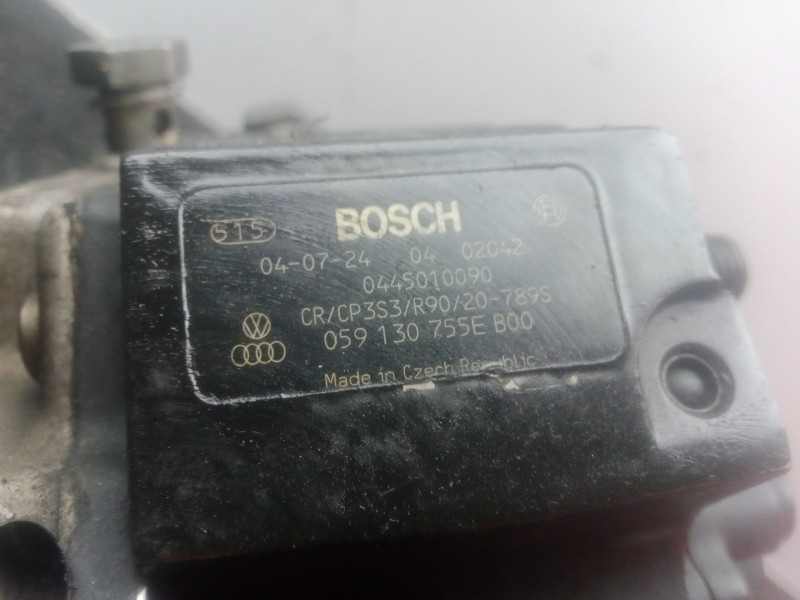 615 BOSCH
04-07-24 04 02042
0445010090
CR/CP3S3/R90/20-789S
059 130 755E B00
Made in Czech Republic